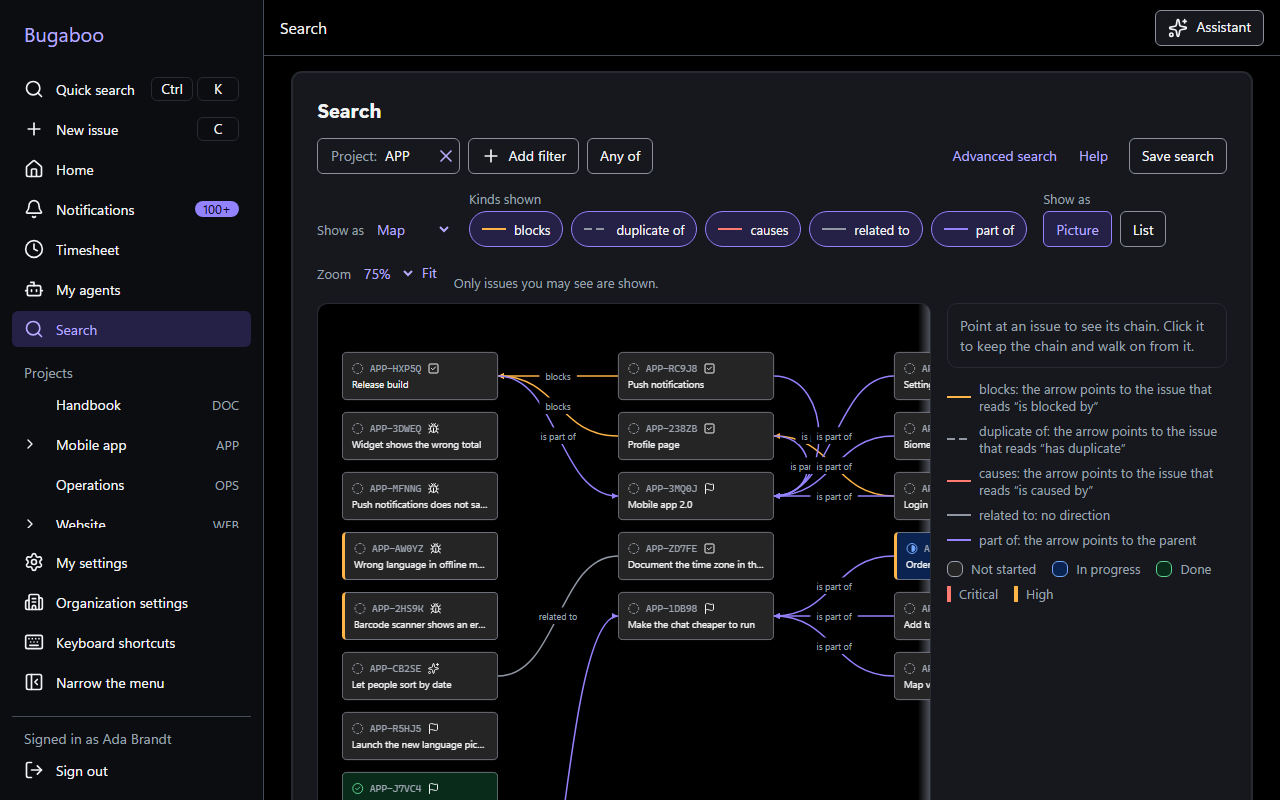 Bugaboo
Quick search Ctrl K
New issue C
Home
Notifications 100+
Timesheet
My agents
Search
Projects
Handbook DOC
Mobile app APP
Operations OPS
Website WEB
My settings
Organization settings
Keyboard shortcuts
Narrow the menu
Signed in as Ada Brandt
Sign out
Search
Assistant
Search
Project: APP
Add filter
Any of
Advanced search
Help
Save search
Show as Map
Kinds shown
blocks
duplicate of
causes
related to
part of
Show as
Picture
List
Zoom 75% Fit
Only issues you may see are shown.
APP-HXP5Q
Release build
APP-3DWEQ
Widget shows the wrong total
APP-MFNNG
Push notifications does not sa…
APP-AW0YZ
Wrong language in offline m…
APP-2HS9K
Barcode scanner shows an er…
APP-CB2SE
Let people sort by date
APP-R5HJ5
Launch the new language pic…
APP-J7VC4
blocks
blocks
is part of
related to
APP-RC9J8
Push notifications
APP-238ZB
Profile page
APP-3MQ0J
Mobile app 2.0
APP-ZD7FE
Document the time zone in th…
APP-1DB98
Make the chat cheaper to run
is
is part of
is par
is part of
is part of
is part of
is part of
is part of
Setting
Biome
Login
Order
Add tu
Map v
Point at an issue to see its chain. Click it
to keep the chain and walk on from it.
blocks: the arrow points to the issue that
reads “is blocked by”
duplicate of: the arrow points to the issue
that reads “has duplicate”
causes: the arrow points to the issue that
reads “is caused by”
related to: no direction
part of: the arrow points to the parent
Not started
In progress
Done
Critical
High